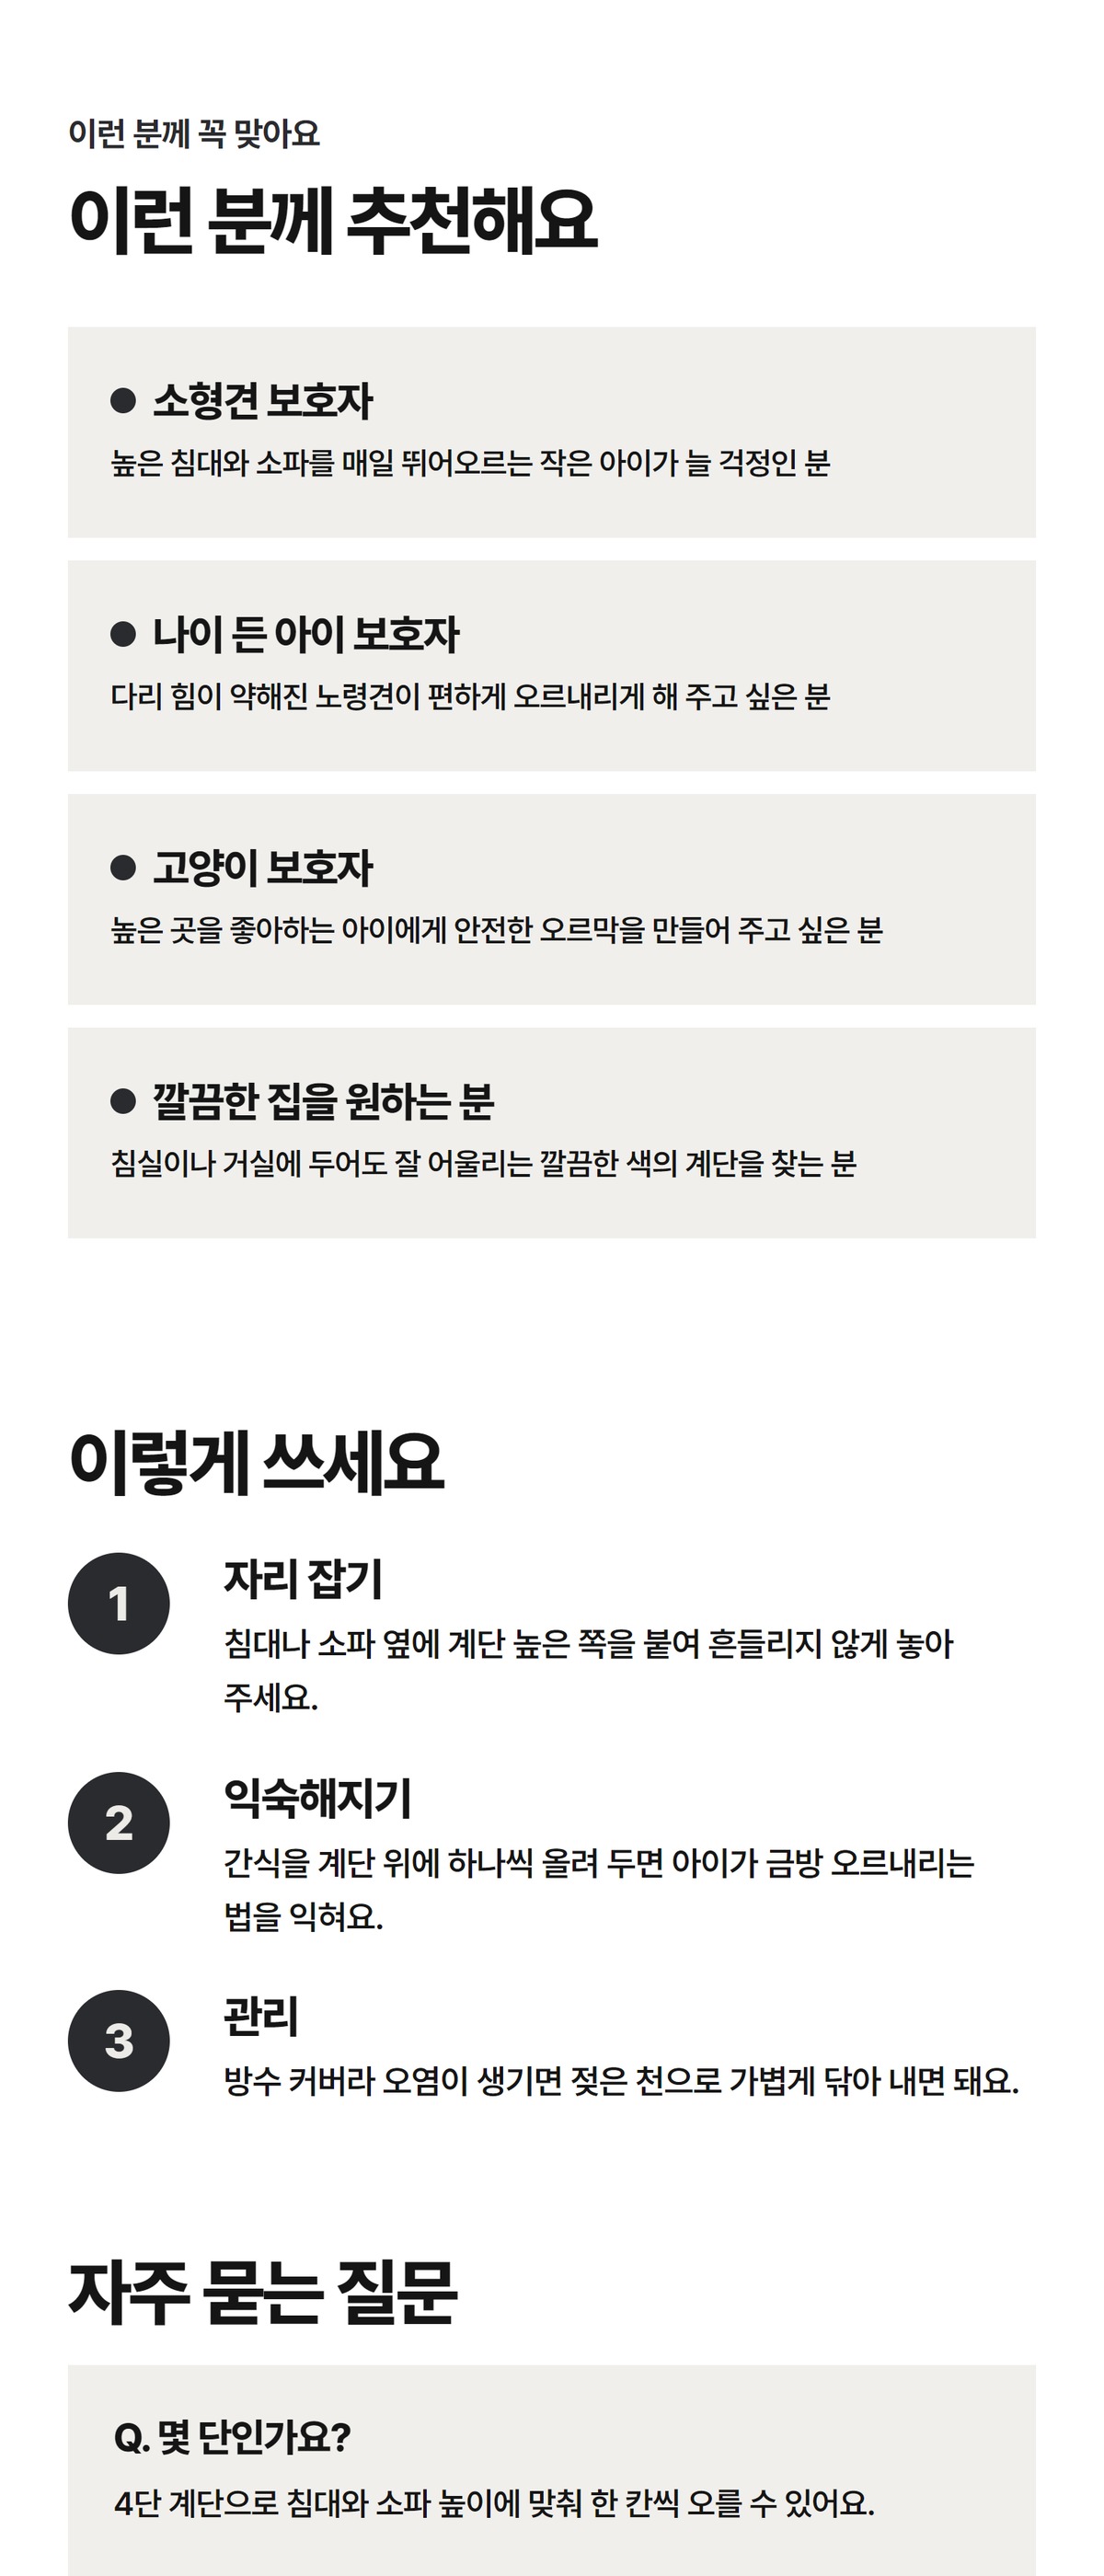 이런 분께 꼭 맞아요
이런 분께 추천해요
소형견 보호자
높은 침대와 소파를 매일 뛰어오르는 작은 아이가 늘 걱정인 분
나이 든 아이 보호자
다리 힘이 약해진 노령견이 편하게 오르내리게 해 주고 싶은 분
고양이 보호자
높은 곳을 좋아하는 아이에게 안전한 오르막을 만들어 주고 싶은 분
깔끔한 집을 원하는 분
침실이나 거실에 두어도 잘 어울리는 깔끔한 색의 계단을 찾는 분
이렇게 쓰세요
1
자리 잡기
침대나 소파 옆에 계단 높은 쪽을 붙여 흔들리지 않게 놓아
주세요.
2
익숙해지기
간식을 계단 위에 하나씩 올려 두면 아이가 금방 오르내리는
법을 익혀요.
3
관리
방수 커버라 오염이 생기면 젖은 천으로 가볍게 닦아 내면 돼요.
자주 묻는 질문
Q. 몇 단인가요?
4단 계단으로 침대와 소파 높이에 맞춰 한 칸씩 오를 수 있어요.